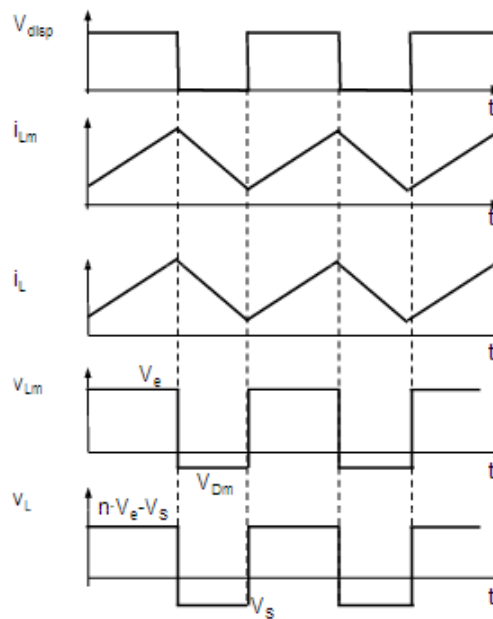 V_disp
t
i_Lm
t
i_L
t
v_Lm
V_e
t
V_Dm
v_L
n·V_e-V_s
t
V_s